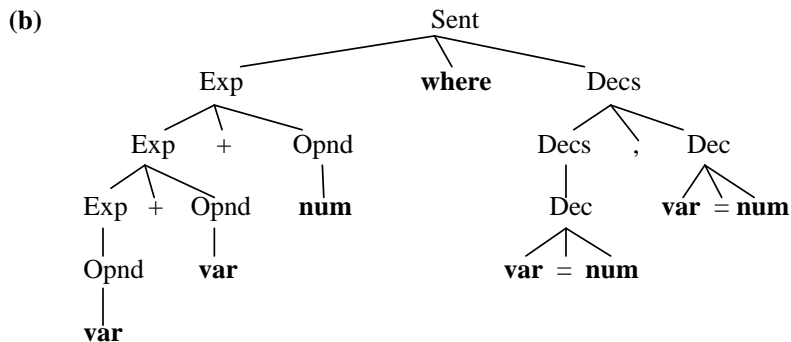 (b) Sent
Exp where Decs
Exp + Opnd Decs , Dec
Exp + Opnd num Dec var = num
Opnd var var = num
var